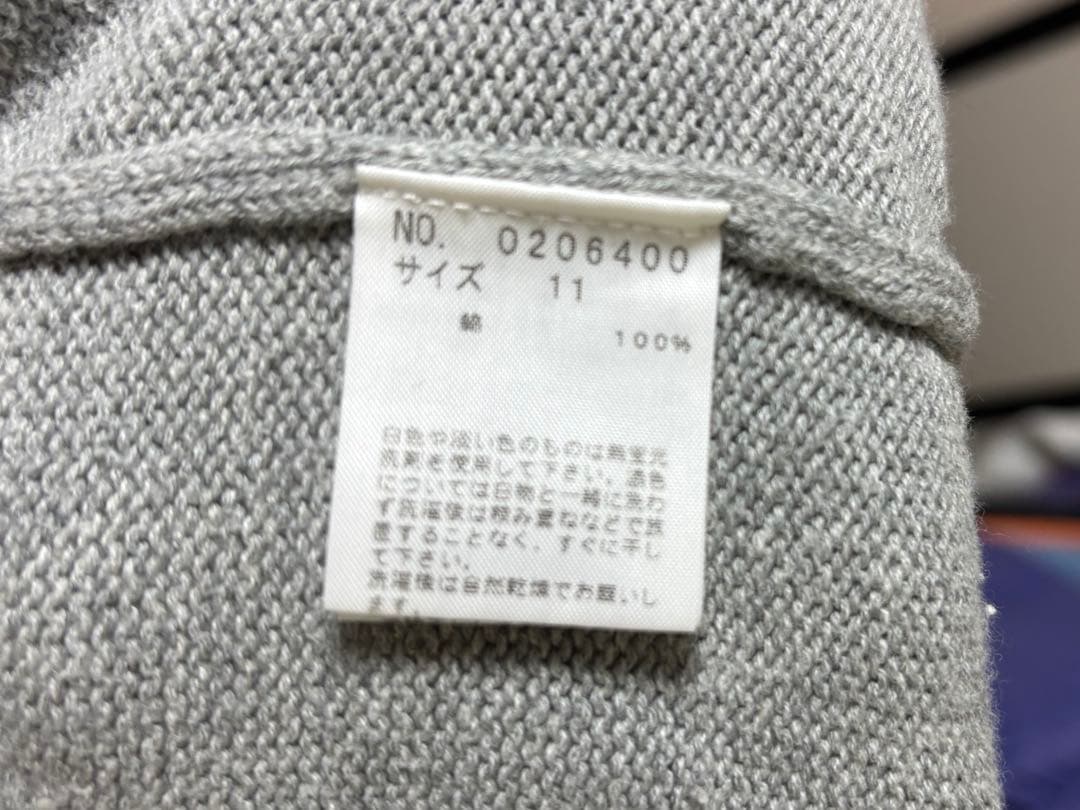 NO. 0206400
サイズ 11
綿 100%
白色や淡い色のものは無蛍光
洗剤を使用して下さい。濃色
については白物と一緒に洗わ
ず洗濯後は積み重ねなどで放
置することなく、すぐに干し
て下さい。
洗濯後は自然乾燥でお願いし
ます。